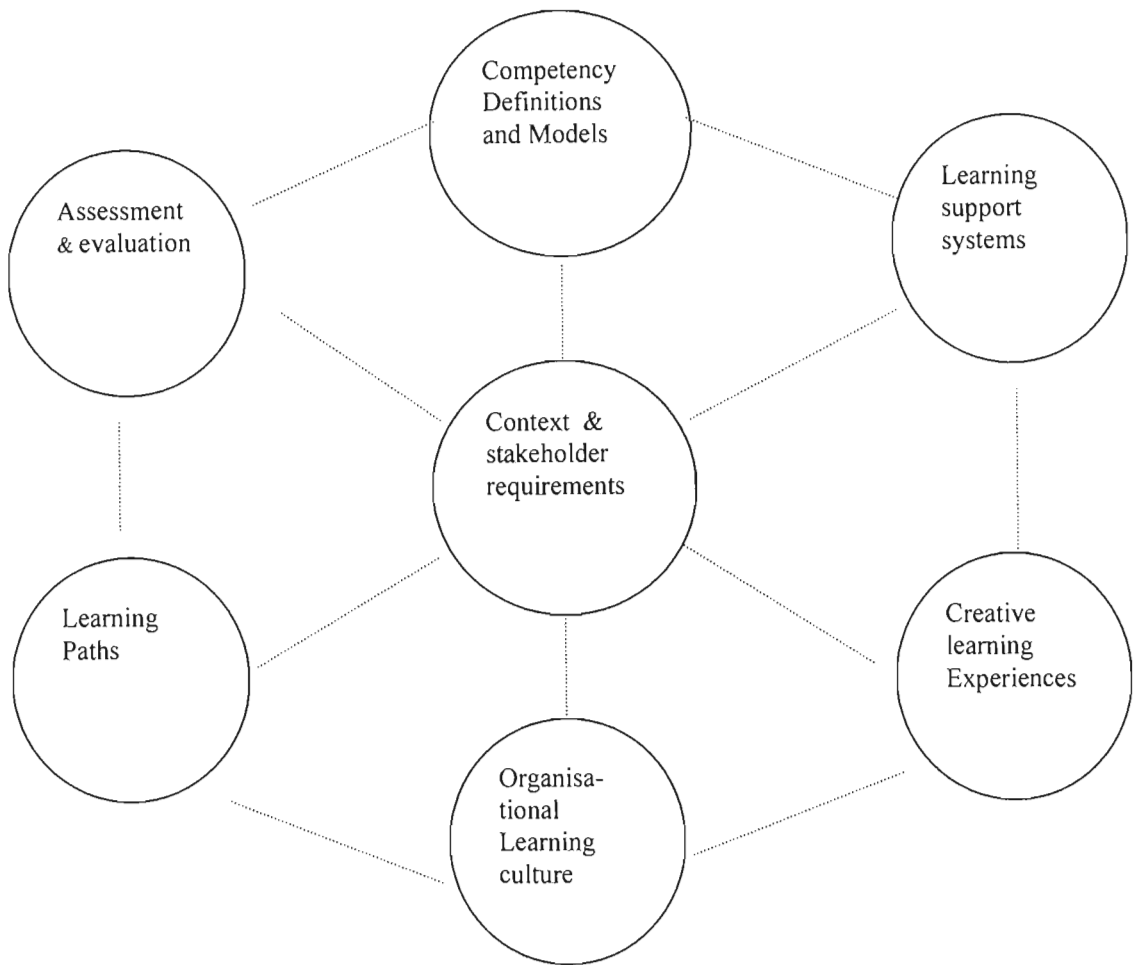 Competency
Definitions
and Models
Learning
support
systems
Assessment
& evaluation
Context &
stakeholder
requirements
Learning
Paths
Creative
learning
Experiences
Organisa-
tional
Learning
culture